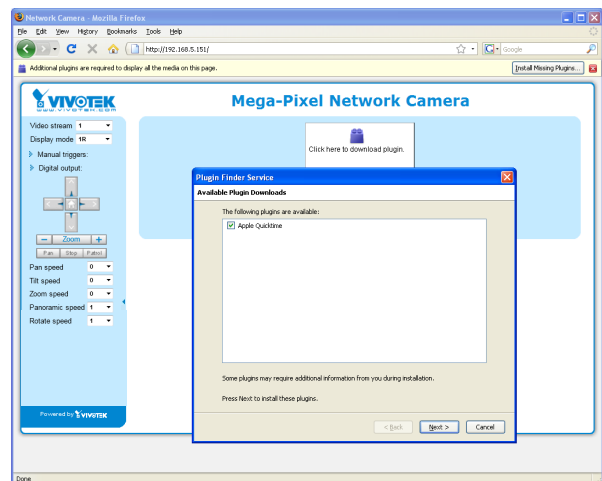 Network Camera - Mozilla Firefox
File Edit View History Bookmarks Tools Help
http://192.168.5.151/
Google
Additional plugins are required to display all the media on this page.
Install Missing Plugins...
VIVOTEK
WWW.VIVOTEK.COM
Mega-Pixel Network Camera
Video stream 1
Display mode 1R
Manual triggers:
Digital output:
Click here to download plugin.
Zoom
Pan Stop Patrol
Pan speed 0
Tilt speed 0
Zoom speed 0
Panoramic speed 1
Rotate speed 1
Powered by VIVOTEK
Plugin Finder Service
Available Plugin Downloads
The following plugins are available:
Apple Quicktime
Some plugins may require additional information from you during installation.
Press Next to install these plugins.
< Back Next > Cancel
Done